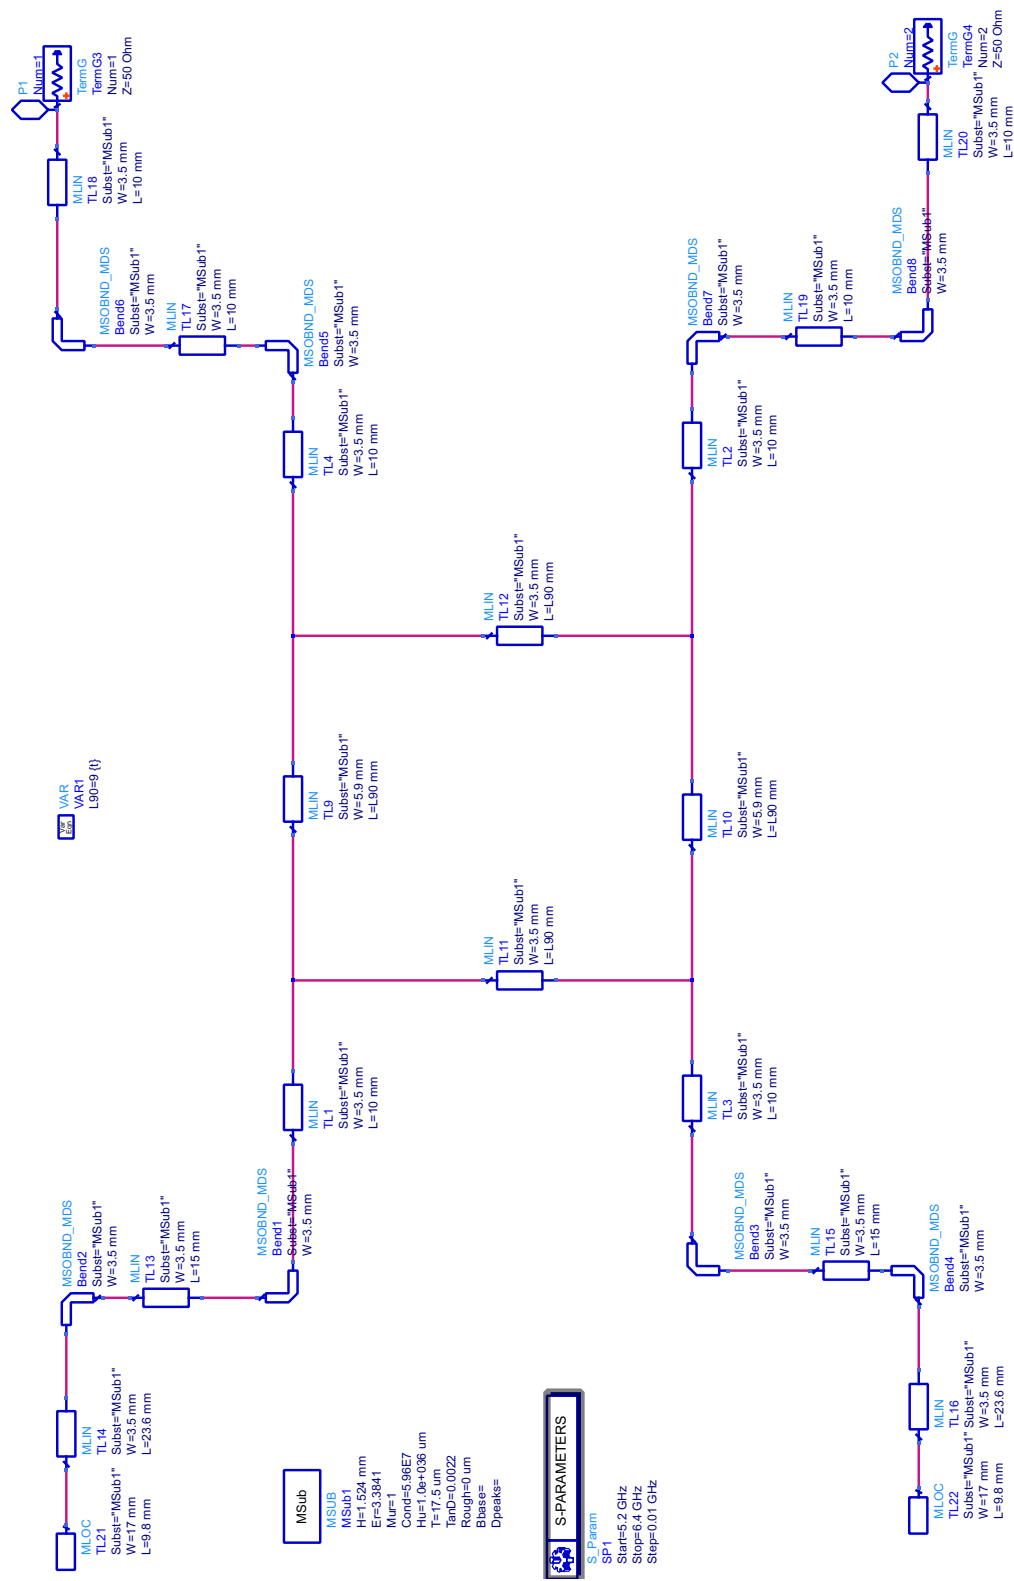 P1
Num=1
TermG
TermG3
Num=1
Z=50 Ohm
MLIN
TL18
Subst="MSub1"
W=3.5 mm
L=10 mm
MSOBND_MDS
Bend6
Subst="MSub1"
W=3.5 mm
MLIN
TL17
Subst="MSub1"
W=3.5 mm
L=10 mm
MSOBND_MDS
Bend5
Subst="MSub1"
W=3.5 mm
MLIN
TL4
Subst="MSub1"
W=3.5 mm
L=10 mm
P2
Num=2
TermG
TermG4
Num=2
Z=50 Ohm
MLIN
TL20
Subst="MSub1"
W=3.5 mm
L=10 mm
MSOBND_MDS
Bend8
Subst="MSub1"
W=3.5 mm
MLIN
TL19
Subst="MSub1"
W=3.5 mm
L=10 mm
MSOBND_MDS
Bend7
Subst="MSub1"
W=3.5 mm
MLIN
TL2
Subst="MSub1"
W=3.5 mm
L=10 mm
MLIN
TL12
Subst="MSub1"
W=3.5 mm
L=L90 mm
Var
Eqn
VAR
VAR1
L90=9 {t}
MLIN
TL9
Subst="MSub1"
W=5.9 mm
L=L90 mm
MLIN
TL10
Subst="MSub1"
W=5.9 mm
L=L90 mm
MLIN
TL11
Subst="MSub1"
W=3.5 mm
L=L90 mm
MLIN
TL1
Subst="MSub1"
W=3.5 mm
L=10 mm
MLIN
TL3
Subst="MSub1"
W=3.5 mm
L=10 mm
MSOBND_MDS
Bend2
Subst="MSub1"
W=3.5 mm
MLIN
TL13
Subst="MSub1"
W=3.5 mm
L=15 mm
MSOBND_MDS
Bend1
Subst="MSub1"
W=3.5 mm
MSOBND_MDS
Bend3
Subst="MSub1"
W=3.5 mm
MLIN
TL15
Subst="MSub1"
W=3.5 mm
L=15 mm
MSOBND_MDS
Bend4
Subst="MSub1"
W=3.5 mm
MLIN
TL14
Subst="MSub1"
W=3.5 mm
L=23.6 mm
MLOC
TL21
Subst="MSub1"
W=17 mm
L=9.8 mm
MLIN
TL16
Subst="MSub1"
W=3.5 mm
L=23.6 mm
MLOC
TL22
Subst="MSub1"
W=17 mm
L=9.8 mm
MSub
MSUB
MSub1
H=1.524 mm
Er=3.3841
Mur=1
Cond=5.96E7
Hu=1.0e+036 um
T=17.5 um
TanD=0.0022
Rough=0 um
Bbase=
Dpeaks=
S-PARAMETERS
S_Param
SP1
Start=5.2 GHz
Stop=6.4 GHz
Step=0.01 GHz